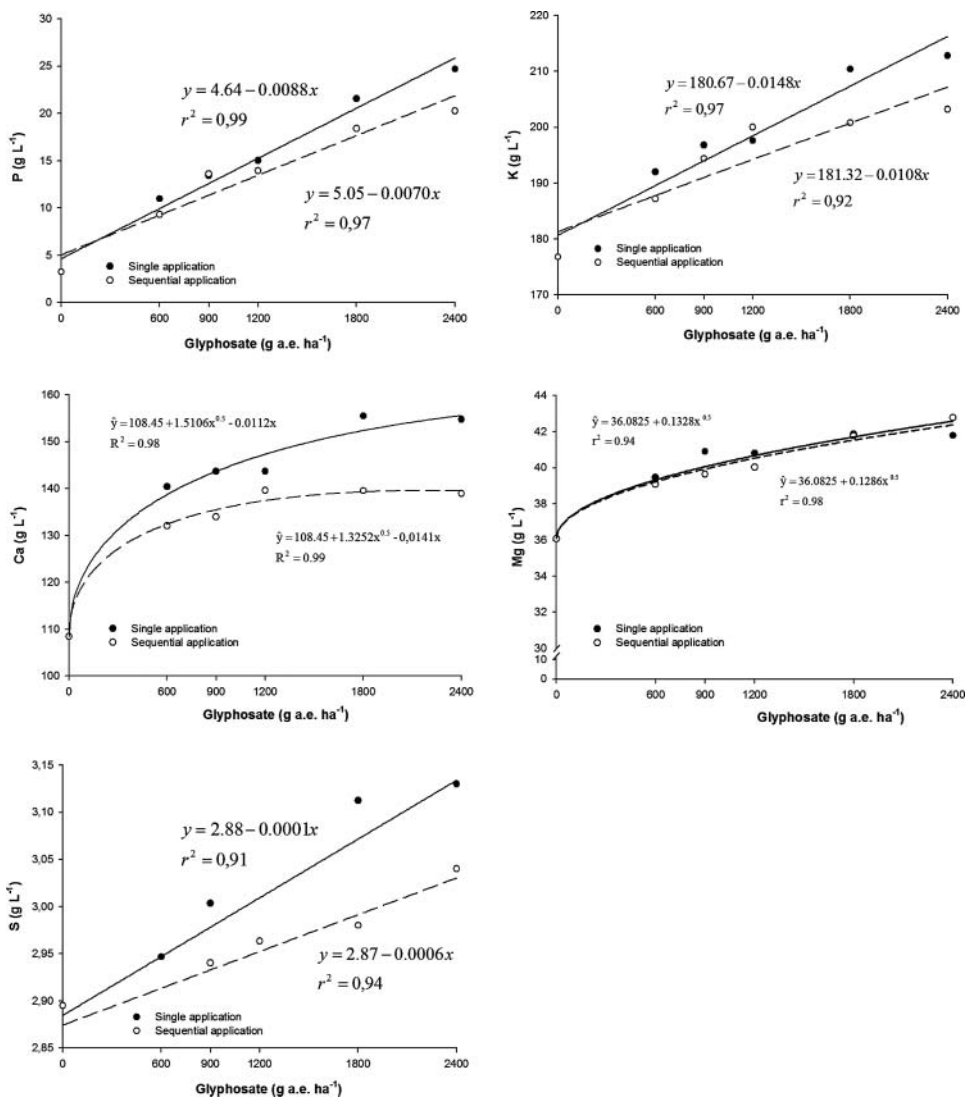 30
25
20
15
10
5
0
P (g L⁻¹)
y = 4.64 – 0.0088x
r² = 0,99
y = 5.05 – 0.0070x
r² = 0,97
Single application
Sequential application
0 600 900 1200 1800 2400
Glyphosate (g a.e. ha⁻¹)
220
210
200
190
180
170
K (g L⁻¹)
y = 180.67 – 0.0148x
r² = 0,97
y = 181.32 – 0.0108x
r² = 0,92
Single application
Sequential application
0 600 900 1200 1800 2400
Glyphosate (g a.e. ha⁻¹)
160
150
140
130
120
110
100
Ca (g L⁻¹)
ŷ = 108.45 + 1.5106x^0.5 - 0.0112x
R² = 0.98
ŷ = 108.45 + 1.3252x^0.5 - 0,0141x
R² = 0.99
Single application
Sequential application
0 600 900 1200 1800 2400
Glyphosate (g a.e. ha⁻¹)
44
42
40
38
36
34
32
30
10
0
Mg (g L⁻¹)
ŷ = 36.0825 + 0.1328x^0.5
r² = 0.94
ŷ = 36.0825 + 0.1286x^0.5
r² = 0.98
Single application
Sequential application
0 600 900 1200 1800 2400
Glyphosate (g a.e. ha⁻¹)
3,15
3,10
3,05
3,00
2,95
2,90
2,85
S (g L⁻¹)
y = 2.88 – 0.0001x
r² = 0,91
y = 2.87 – 0.0006x
r² = 0,94
Single application
Sequential application
0 600 900 1200 1800 2400
Glyphosate (g a.e. ha⁻¹)